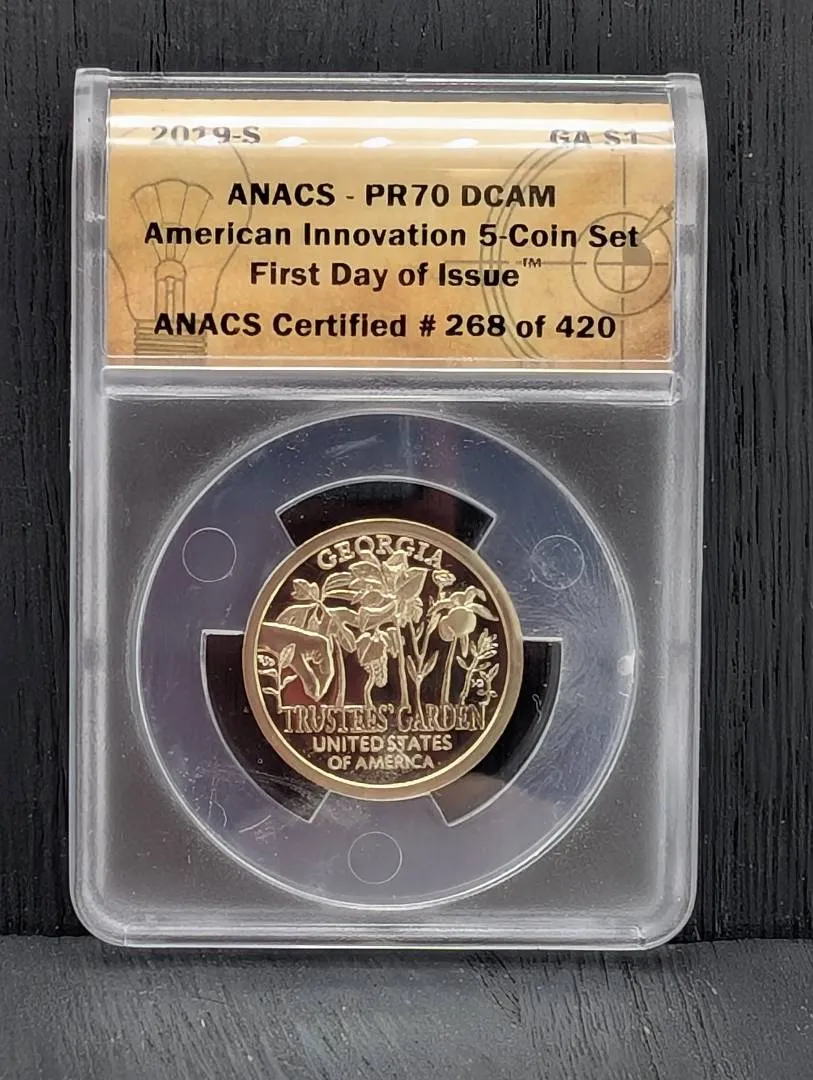 2019-S GA $1
ANACS - PR70 DCAM
American Innovation 5-Coin Set
First Day of Issue™
ANACS Certified # 268 of 420
GEORGIA
TRUSTEES' GARDEN
UNITED STATES
OF AMERICA